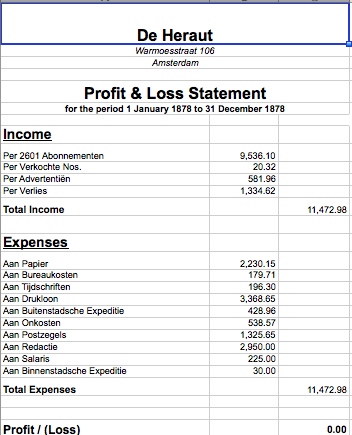 De Heraut
Warmoesstraat 106
Amsterdam
Profit & Loss Statement
for the period 1 January 1878 to 31 December 1878
Income
Per 2601 Abonnementen 9,536.10
Per Verkochte Nos. 20.32
Per Advertentiën 581.96
Per Verlies 1,334.62
Total Income 11,472.98
Expenses
Aan Papier 2,230.15
Aan Bureaukosten 179.71
Aan Tijdschriften 196.30
Aan Drukloon 3,368.65
Aan Buitenstadsche Expeditie 428.96
Aan Onkosten 538.57
Aan Postzegels 1,325.65
Aan Redactie 2,950.00
Aan Salaris 225.00
Aan Binnenstadsche Expeditie 30.00
Total Expenses 11,472.98
Profit / (Loss) 0.00